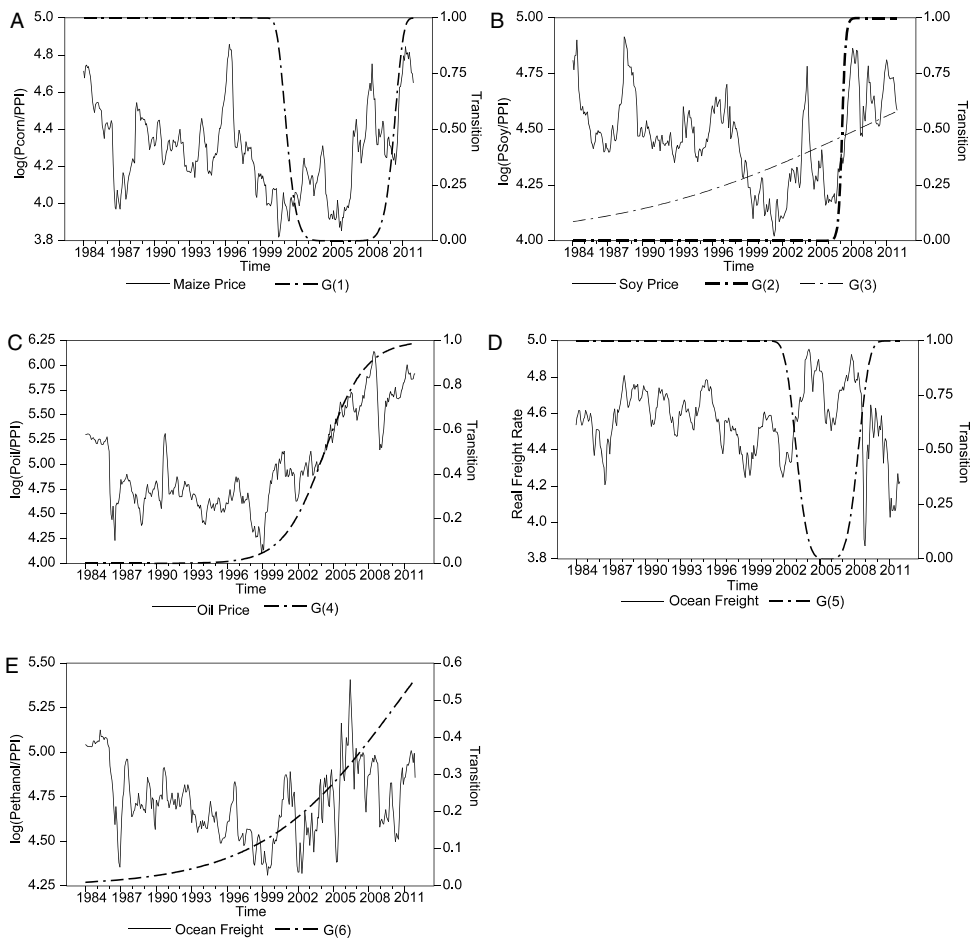 A
5.0
4.8
4.6
4.4
4.2
4.0
3.8
log(Pcorn/PPI)
1.00
0.75
0.50
0.25
0.00
Transition
1984 1987 1990 1993 1996 1999 2002 2005 2008 2011
Time
Maize Price G(1)
B
5.00
4.75
4.50
4.25
4.00
log(PSoy/PPI)
1.00
0.75
0.50
0.25
0.00
Transition
1984 1987 1990 1993 1996 1999 2002 2005 2008 2011
Time
Soy Price G(2) G(3)
C
6.25
6.00
5.75
5.50
5.25
5.00
4.75
4.50
4.25
4.00
log(Poil/PPI)
1.0
0.8
0.6
0.4
0.2
0.0
Transition
1984 1987 1990 1993 1996 1999 2002 2005 2008 2011
Time
Oil Price G(4)
D
5.0
4.8
4.6
4.4
4.2
4.0
3.8
Real Freight Rate
1.00
0.75
0.50
0.25
0.00
Transition
1984 1987 1990 1993 1996 1999 2002 2005 2008 2011
Time
Ocean Freight G(5)
E
5.50
5.25
5.00
4.75
4.50
4.25
log(Pethanol/PPI)
0.6
0.5
0.4
0.3
0.2
0.1
0.0
Transition
1984 1987 1990 1993 1996 1999 2002 2005 2008 2011
Time
Ocean Freight G(6)